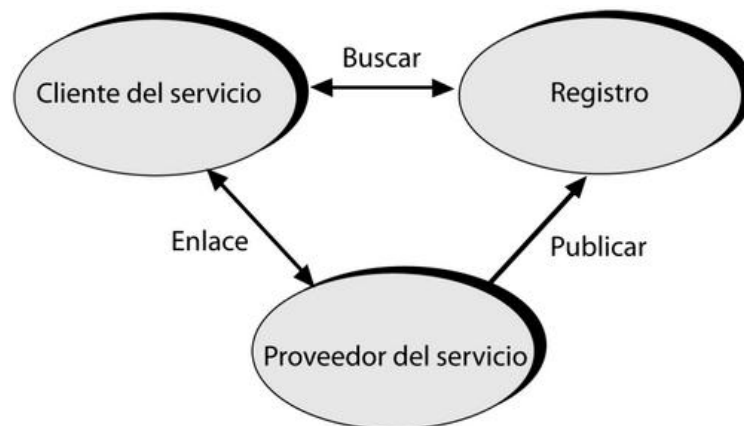 Buscar
Cliente del servicio
Registro
Enlace
Publicar
Proveedor del servicio